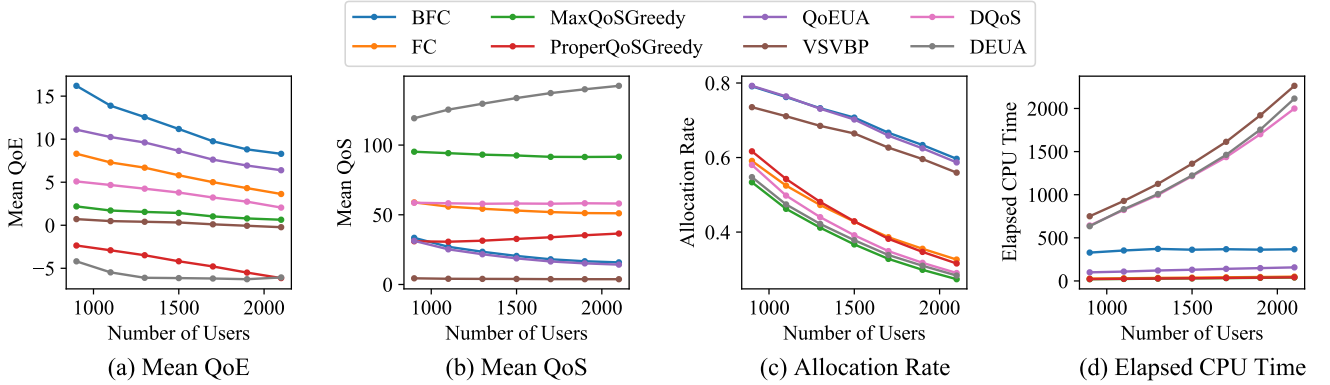 BFC
MaxQoSGreedy
QoEUA
DQoS
FC
ProperQoSGreedy
VSVBP
DEUA
Mean QoE
15
10
5
0
−5
1000
1500
2000
Number of Users
(a) Mean QoE
Mean QoS
100
50
0
1000
1500
2000
Number of Users
(b) Mean QoS
Allocation Rate
0.8
0.6
0.4
1000
1500
2000
Number of Users
(c) Allocation Rate
Elapsed CPU Time
2000
1500
1000
500
0
1000
1500
2000
Number of Users
(d) Elapsed CPU Time